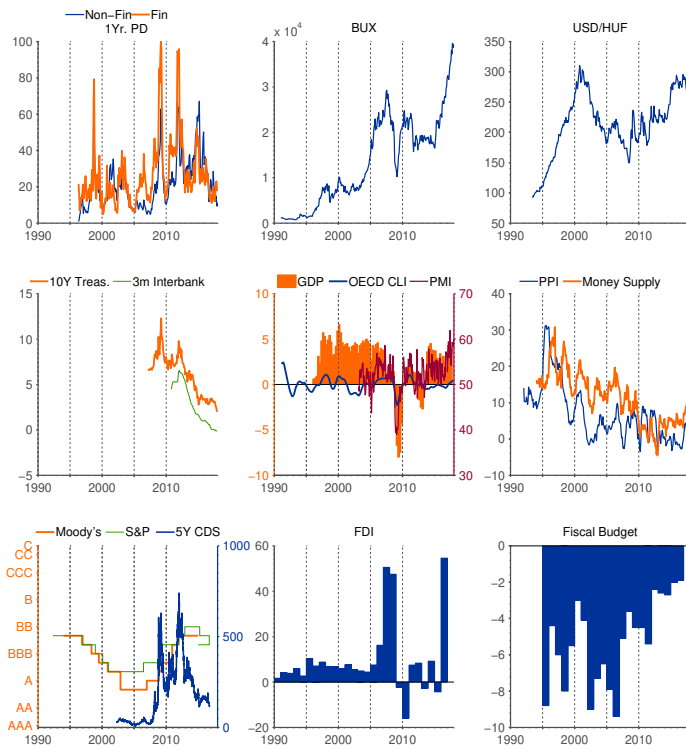 Non-Fin Fin
1Yr. PD BUX USD/HUF
100 4 x 10^4 350
300
80 3 250
60 2 200
40 150
20 1 100
0 0 50
1990 2000 2010 1990 2000 2010 1990 2000 2010
10Y Treas. 3m Interbank GDP OECD CLI PMI PPI Money Supply
15 10 70 40
10 5 60 30
5 0 50 20
0 -5 40 10
-5 -10 30 0
-10
1990 2000 2010 1990 2000 2010 1990 2000 2010
Moody's S&P 5Y CDS FDI Fiscal Budget
C 1000 60 0
CC
CCC 40 -2
B
BB 500 20 -4
BBB -6
A 0 -8
AA
AAA 0 -20 -10
1990 2000 2010 1990 2000 2010 1990 2000 2010